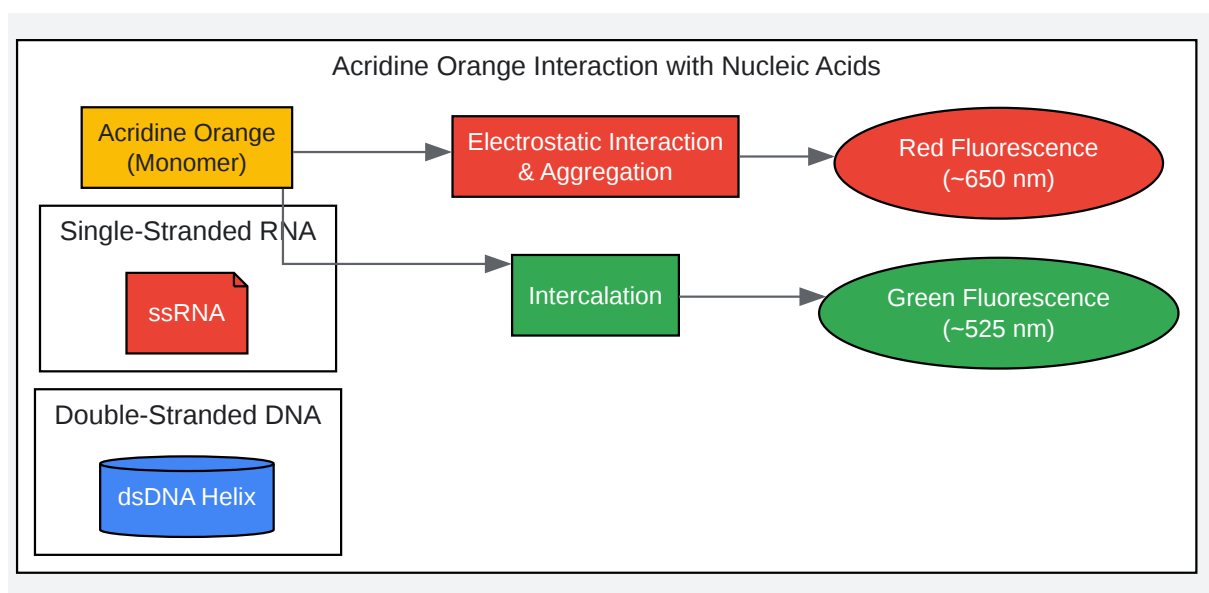 Acridine Orange Interaction with Nucleic Acids
Acridine Orange
(Monomer)
Electrostatic Interaction
& Aggregation
Red Fluorescence
(~650 nm)
Single-Stranded RNA
ssRNA
Intercalation
Green Fluorescence
(~525 nm)
Double-Stranded DNA
dsDNA Helix